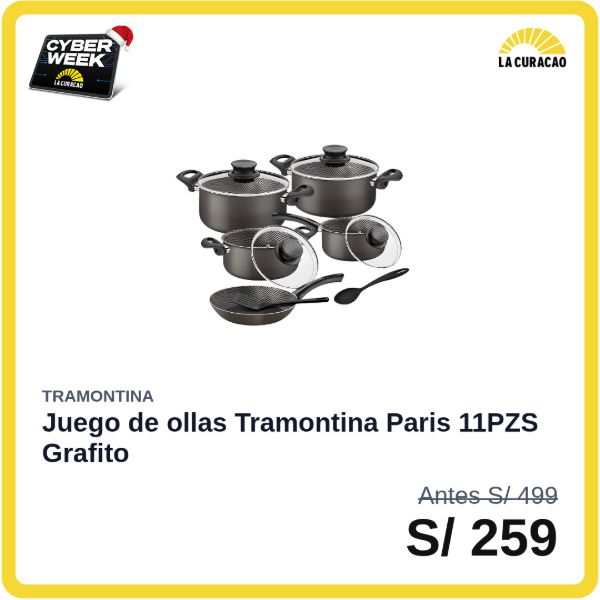 CYBER
WEEK
LA CURACAO
LA CURACAO
TRAMONTINA
Juego de ollas Tramontina Paris 11PZS
Grafito
Antes S/ 499
S/ 259